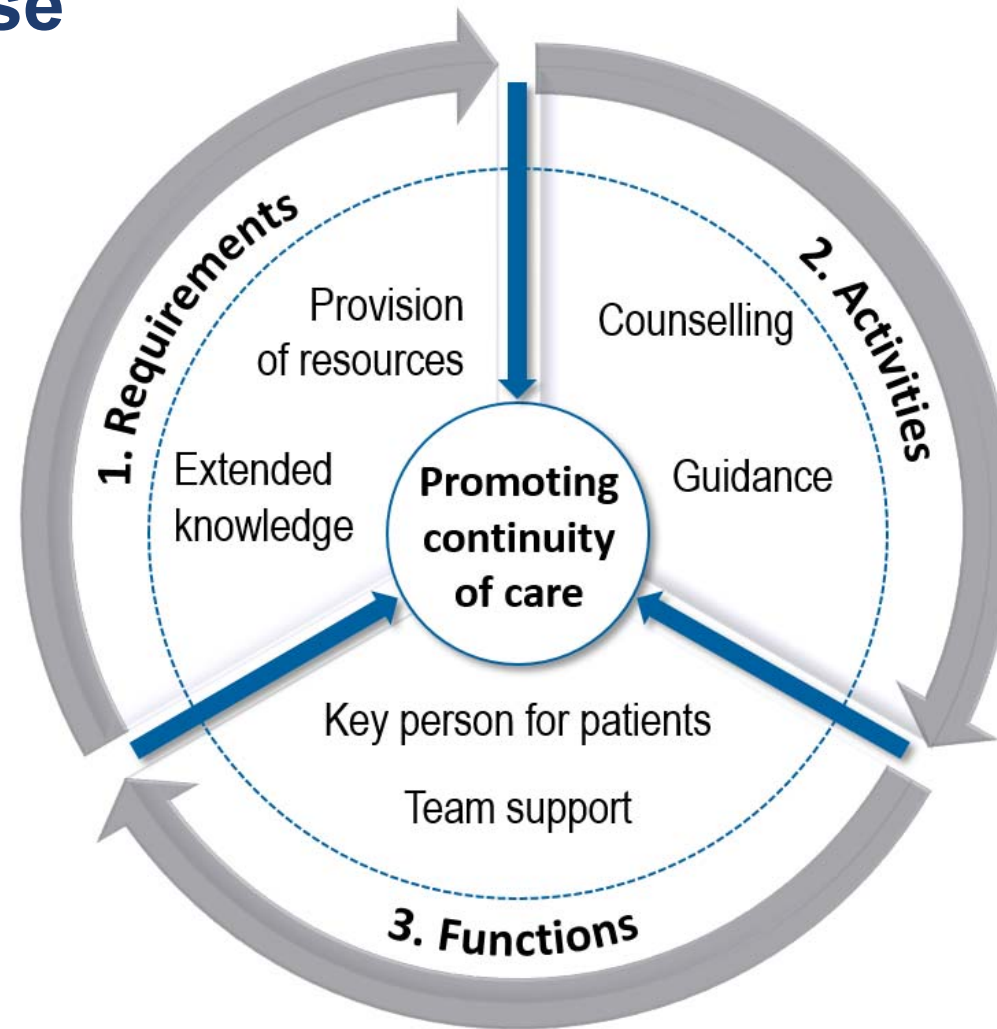 se
1. Requirements
Provision
of resources
Extended
knowledge
2. Activities
Counselling
Guidance
Promoting
continuity
of care
Key person for patients
Team support
3. Functions